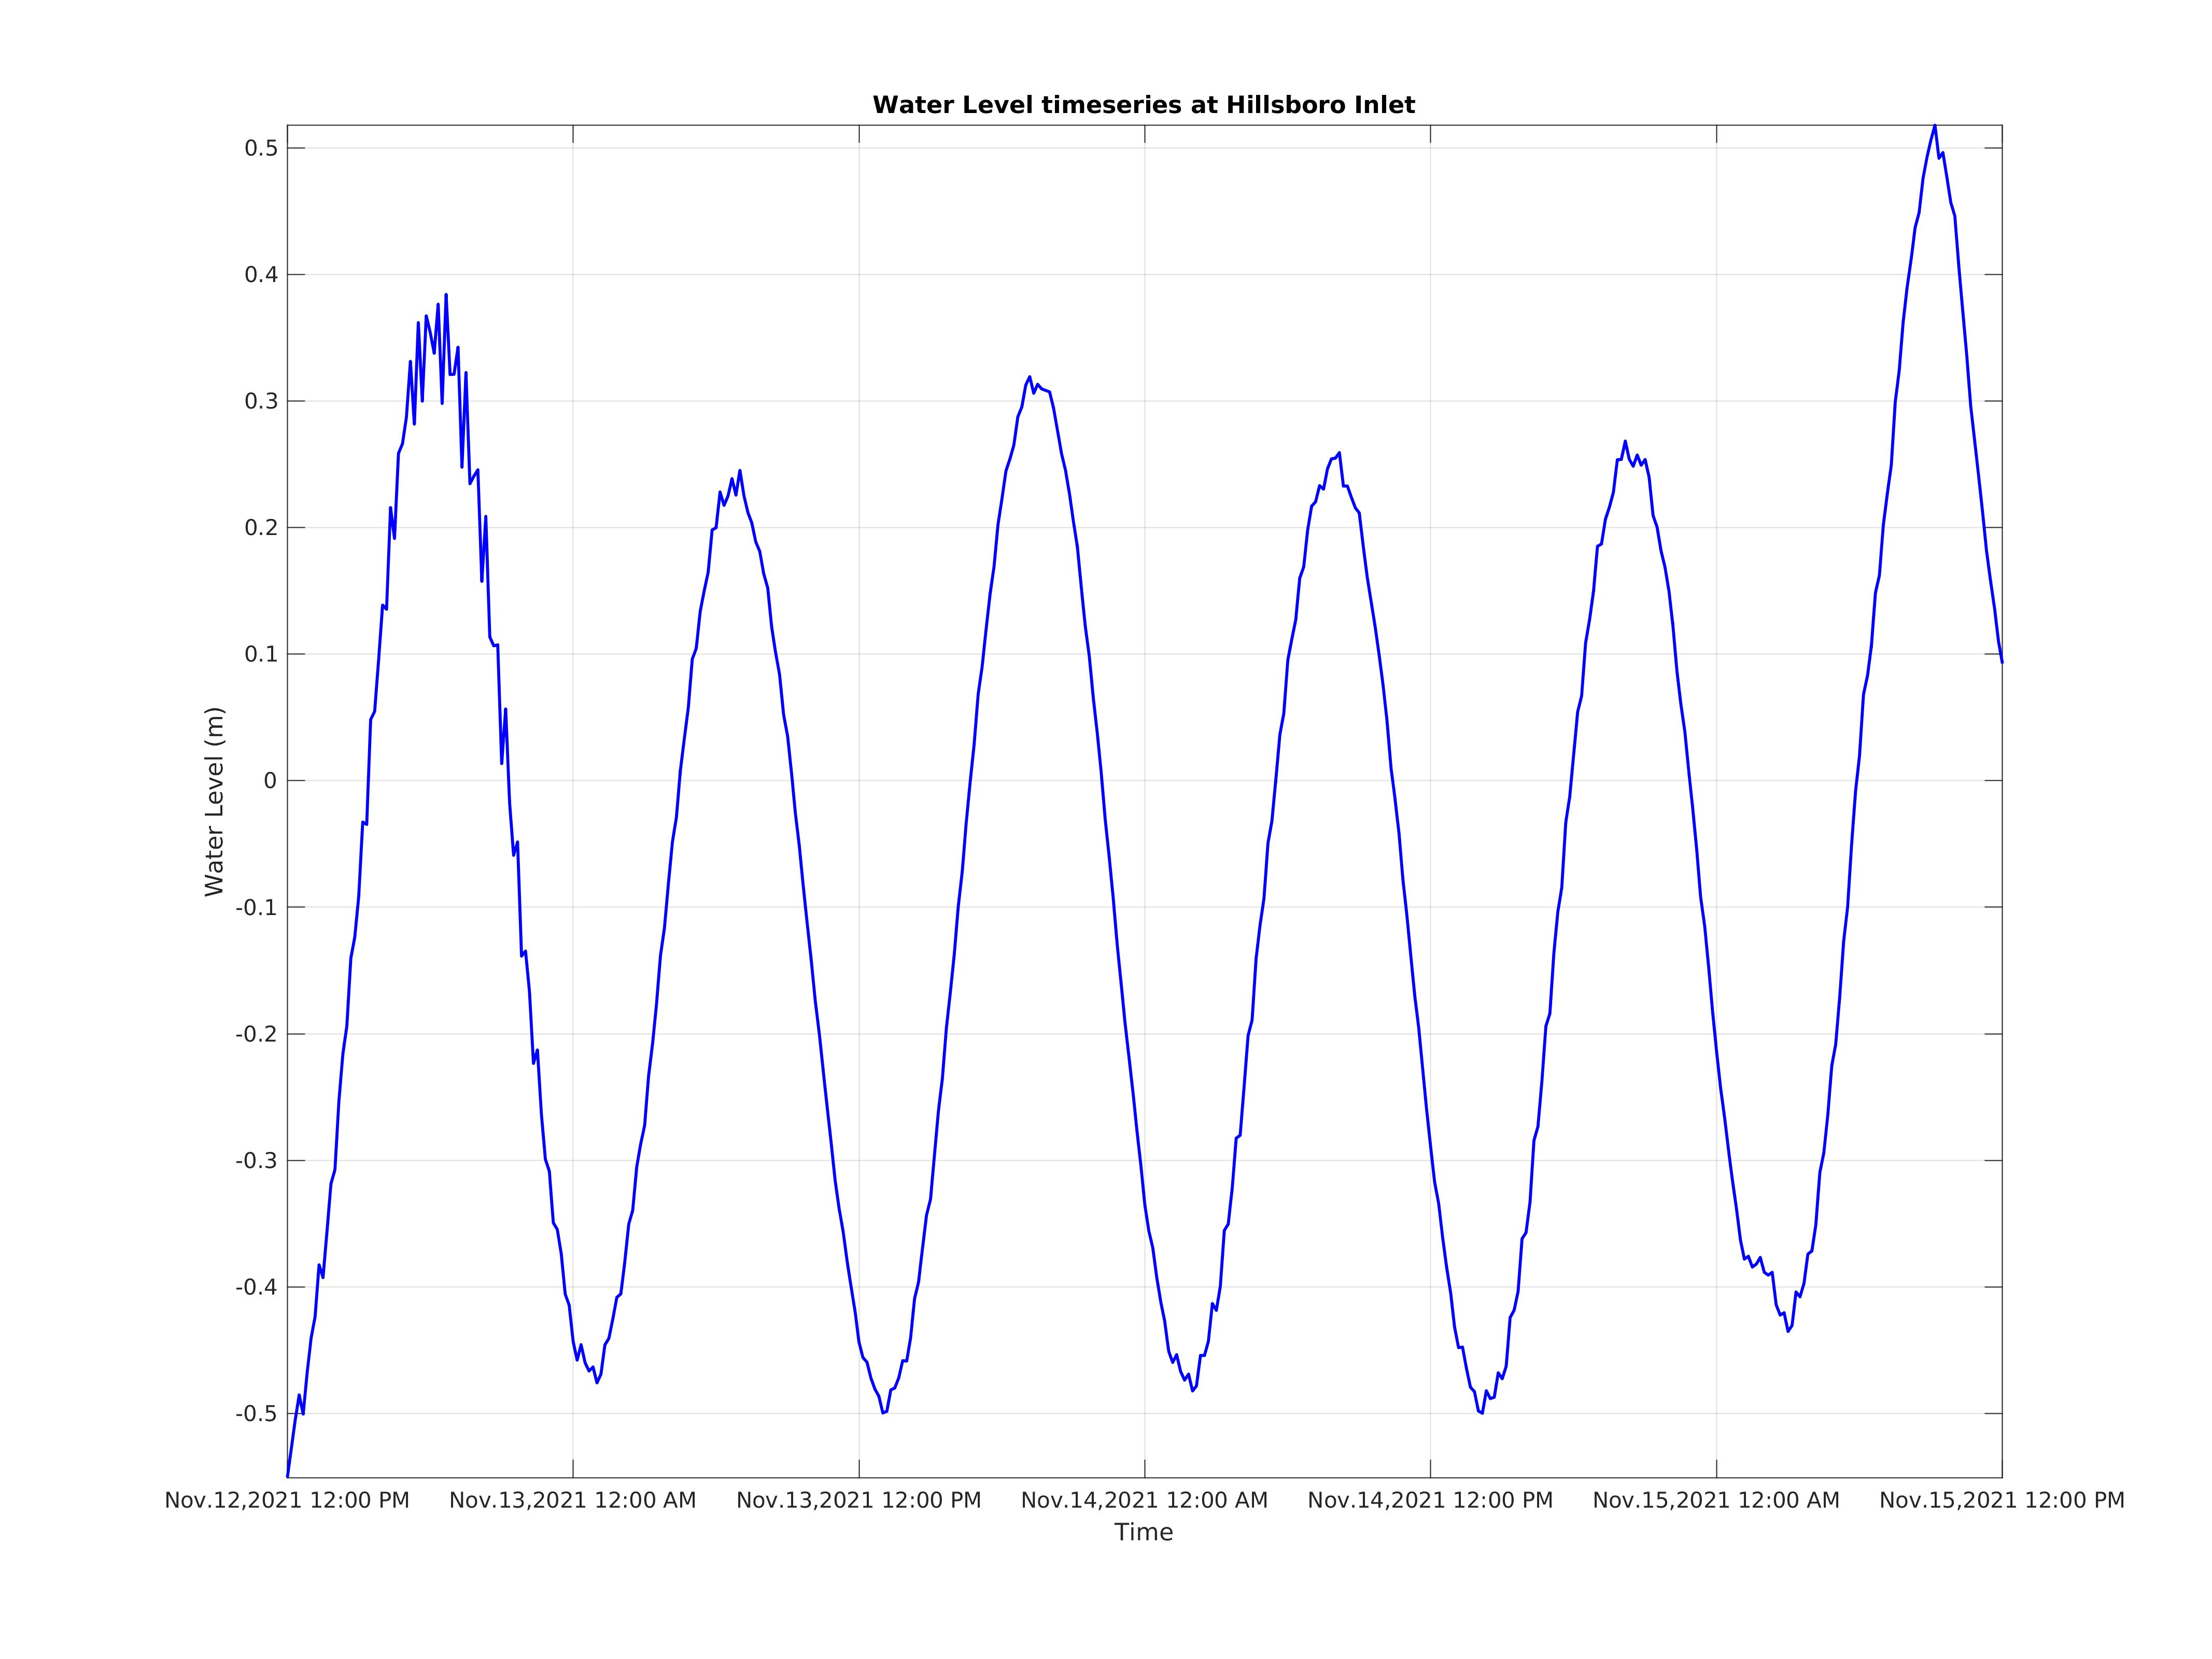 Water Level timeseries at Hillsboro Inlet
0.5
0.4
0.3
0.2
0.1
0
-0.1
-0.2
-0.3
-0.4
-0.5
Water Level (m)
Nov.12,2021 12:00 PM
Nov.13,2021 12:00 AM
Nov.13,2021 12:00 PM
Nov.14,2021 12:00 AM
Nov.14,2021 12:00 PM
Nov.15,2021 12:00 AM
Nov.15,2021 12:00 PM
Time